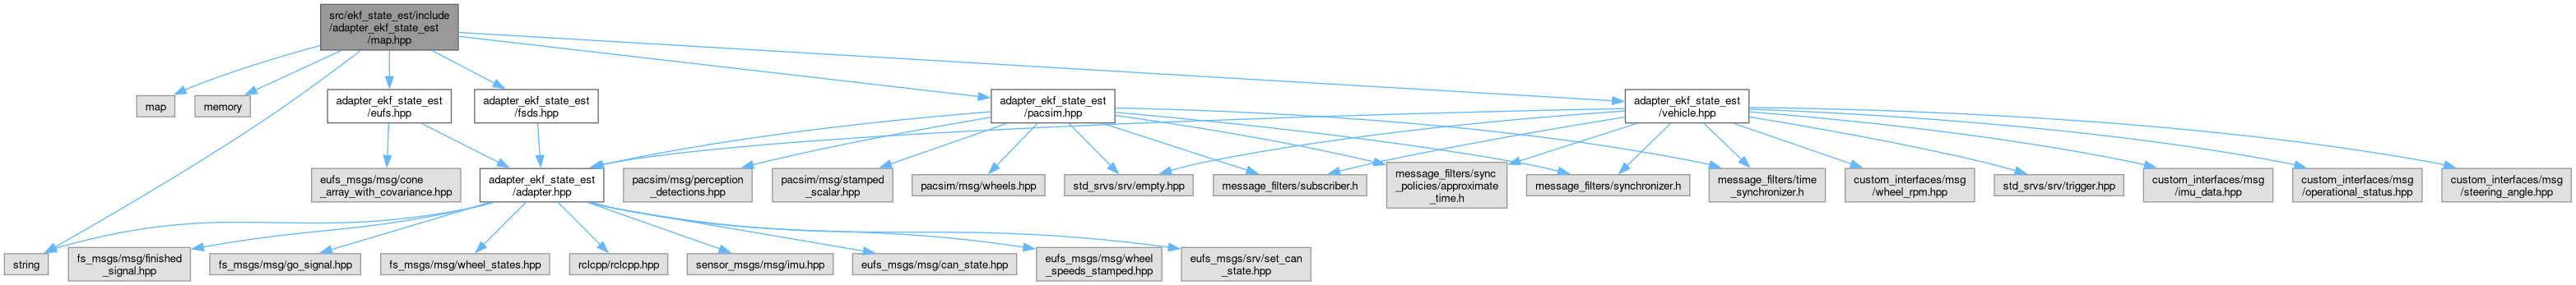 src/ekf_state_est/include
/adapter_ekf_state_est
/map.hpp
map
memory
adapter_ekf_state_est
/eufs.hpp
adapter_ekf_state_est
/fsds.hpp
adapter_ekf_state_est
/pacsim.hpp
adapter_ekf_state_est
/vehicle.hpp
eufs_msgs/msg/cone
_array_with_covariance.hpp
adapter_ekf_state_est
/adapter.hpp
pacsim/msg/perception
_detections.hpp
pacsim/msg/stamped
_scalar.hpp
pacsim/msg/wheels.hpp
std_srvs/srv/empty.hpp
message_filters/subscriber.h
message_filters/sync
_policies/approximate
_time.h
message_filters/synchronizer.h
message_filters/time
_synchronizer.h
custom_interfaces/msg
/wheel_rpm.hpp
std_srvs/srv/trigger.hpp
custom_interfaces/msg
/imu_data.hpp
custom_interfaces/msg
/operational_status.hpp
custom_interfaces/msg
/steering_angle.hpp
string
fs_msgs/msg/finished
_signal.hpp
fs_msgs/msg/go_signal.hpp
fs_msgs/msg/wheel_states.hpp
rclcpp/rclcpp.hpp
sensor_msgs/msg/imu.hpp
eufs_msgs/msg/can_state.hpp
eufs_msgs/msg/wheel
_speeds_stamped.hpp
eufs_msgs/srv/set_can
_state.hpp